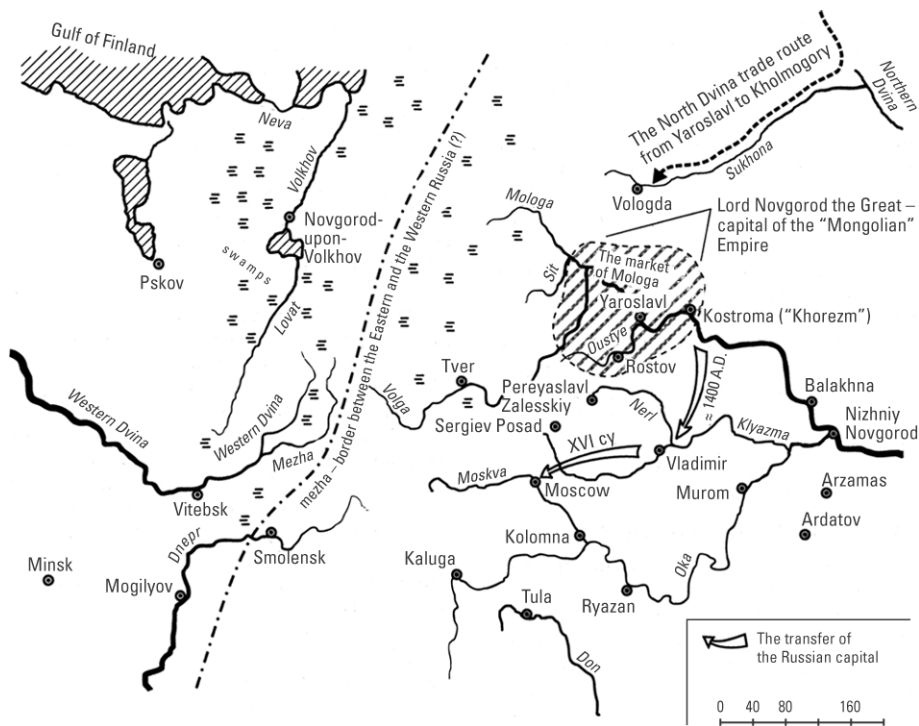 Gulf of Finland
Neva
Volkhov
Novgorod-
upon-
Volkhov
Pskov
swamps
Lovat
mezha – border between the Eastern and the Western Russia (?)
The North Dvina trade route
from Yaroslavl to Kholmogory
Northern
Dvina
Sukhona
Vologda
Lord Novgorod the Great –
capital of the "Mongolian"
Empire
Mologa
Sit
The market
of Mologa
Yaroslavl
Kostroma ("Khorezm")
Oustye
Rostov
Tver
Volga
Pereyaslavl
Zalesskiy
Sergiev Posad
Nerl
≈ 1400 A.D.
Balakhna
Nizhniy
Novgorod
Klyazma
XVI cy
Vladimir
Western Dvina
Western Dvina
Mezha
Vitebsk
Moskva
Moscow
Murom
Arzamas
Ardatov
Dnepr
Smolensk
Kolomna
Oka
Minsk
Mogilyov
Kaluga
Tula
Ryazan
Don
The transfer of
the Russian capital
0 40 80 160